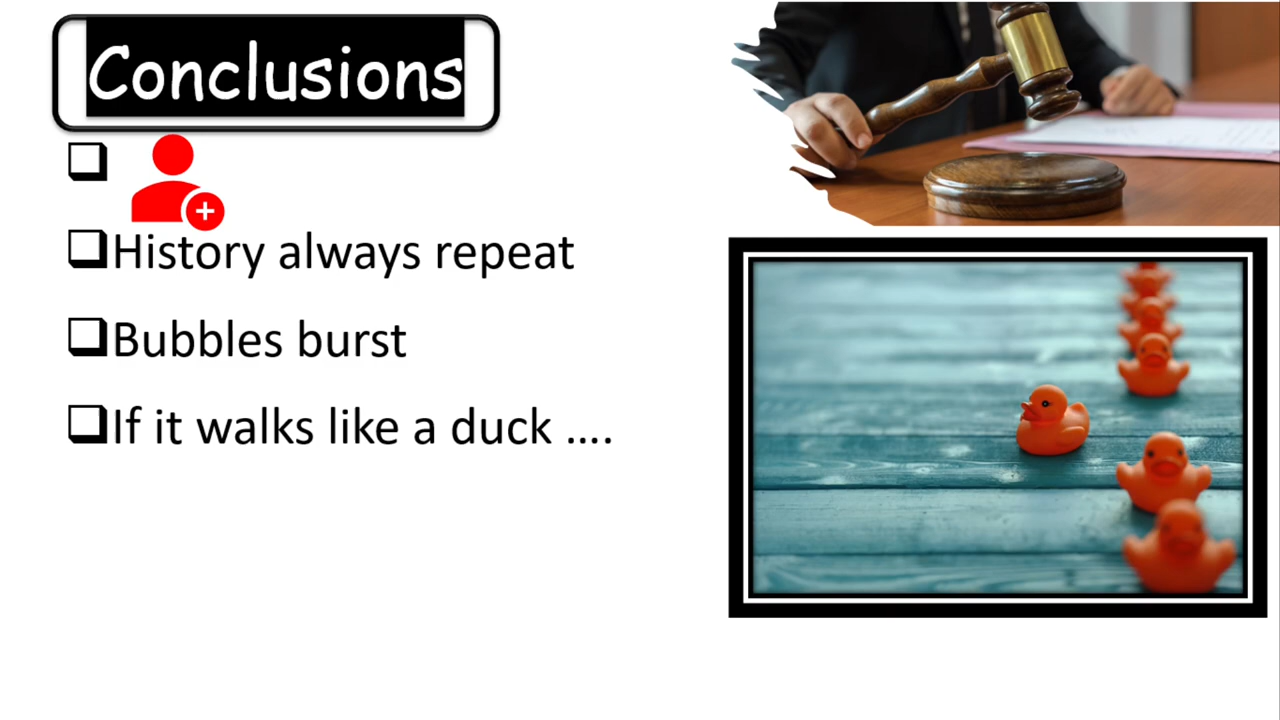 Conclusions
History always repeat
Bubbles burst
If it walks like a duck ….